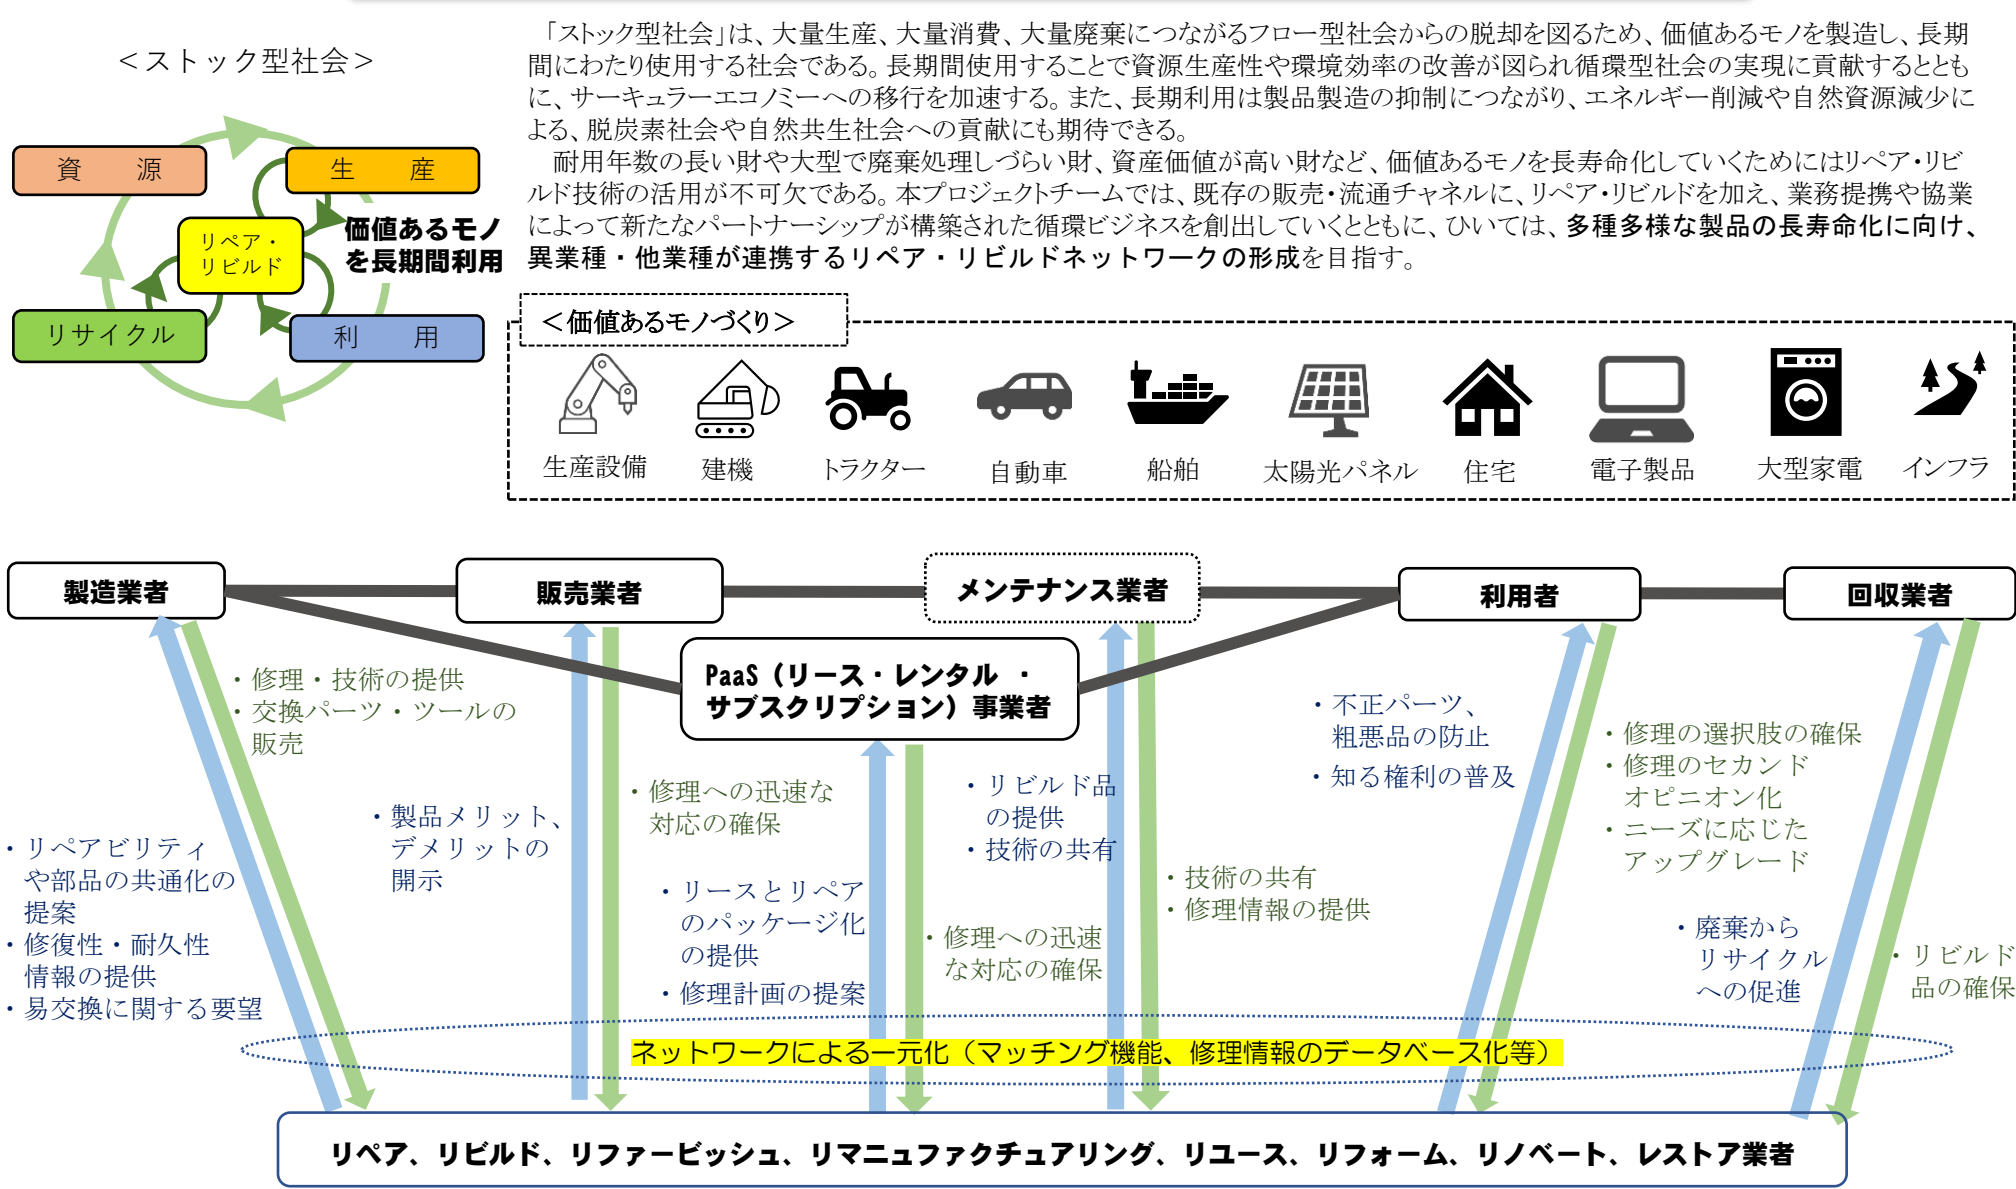 ＜ストック型社会＞
資　源
生　産
リペア・
リビルド
価値あるモノ
を長期間利用
リサイクル
利　用
「ストック型社会」は、大量生産、大量消費、大量廃棄につながるフロー型社会からの脱却を図るため、価値あるモノを製造し、長期
間にわたり使用する社会である。長期間使用することで資源生産性や環境効率の改善が図られ循環型社会の実現に貢献するととも
に、サーキュラーエコノミーへの移行を加速する。また、長期利用は製品製造の抑制につながり、エネルギー削減や自然資源減少に
よる、脱炭素社会や自然共生社会への貢献にも期待できる。
耐用年数の長い財や大型で廃棄処理しづらい財、資産価値が高い財など、価値あるモノを長寿命化していくためにはリペア・リビ
ルド技術の活用が不可欠である。本プロジェクトチームでは、既存の販売・流通チャネルに、リペア・リビルドを加え、業務提携や協業
によって新たなパートナーシップが構築された循環ビジネスを創出していくとともに、ひいては、多種多様な製品の長寿命化に向け、
異業種・他業種が連携するリペア・リビルドネットワークの形成を目指す。
＜価値あるモノづくり＞
生産設備
建機
トラクター
自動車
船舶
太陽光パネル
住宅
電子製品
大型家電
インフラ
製造業者
販売業者
メンテナンス業者
利用者
回収業者
PaaS（リース・レンタル ・
サブスクリプション）事業者
・修理・技術の提供
・交換パーツ・ツールの
販売
・リペアビリティ
や部品の共通化の
提案
・修復性・耐久性
情報の提供
・易交換に関する要望
・製品メリット、
デメリットの
開示
・修理への迅速な
対応の確保
・リースとリペア
のパッケージ化
の提供
・修理計画の提案
・修理への迅速
な対応の確保
・リビルド品
の提供
・技術の共有
・技術の共有
・修理情報の提供
・不正パーツ、
粗悪品の防止
・知る権利の普及
・修理の選択肢の確保
・修理のセカンド
オピニオン化
・ニーズに応じた
アップグレード
・廃棄から
リサイクル
への促進
・リビルド
品の確保
ネットワークによる一元化（マッチング機能、修理情報のデータベース化等）
リペア、リビルド、リファービッシュ、リマニュファクチュアリング、リユース、リフォーム、リノベート、レストア業者